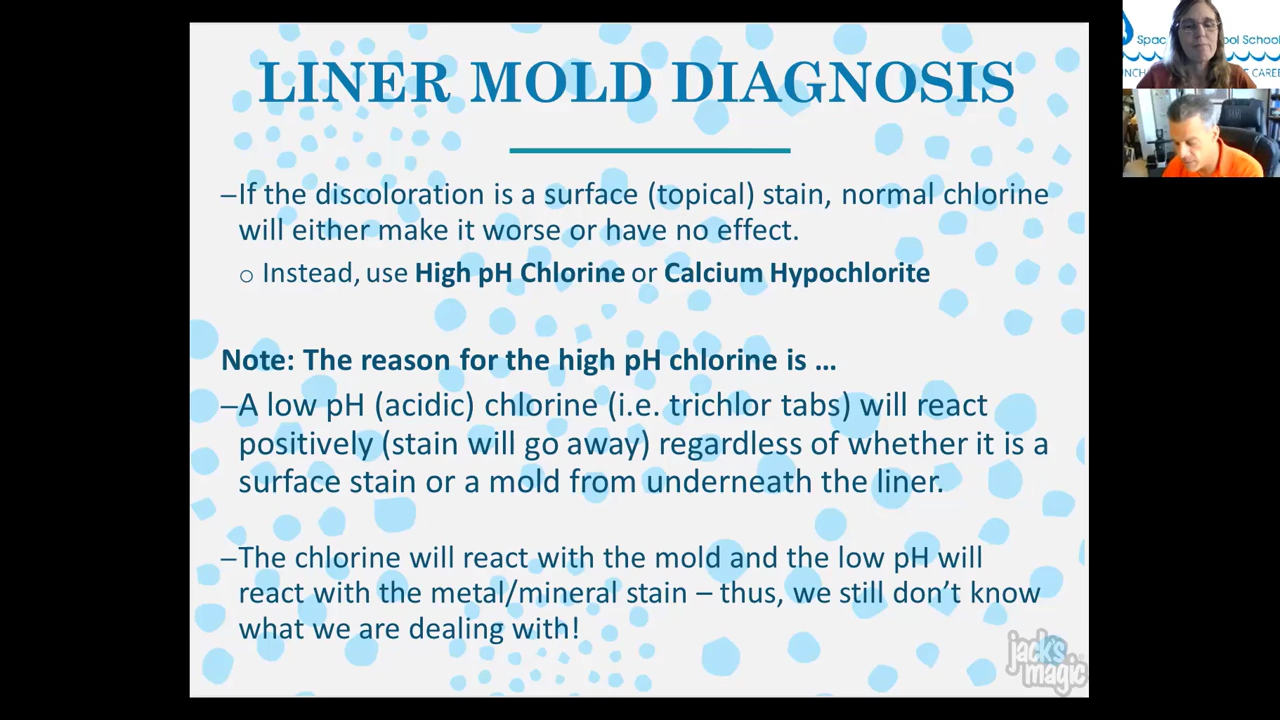 LINER MOLD DIAGNOSIS
–If the discoloration is a surface (topical) stain, normal chlorine
will either make it worse or have no effect.
o Instead, use High pH Chlorine or Calcium Hypochlorite
Note: The reason for the high pH chlorine is …
–A low pH (acidic) chlorine (i.e. trichlor tabs) will react
positively (stain will go away) regardless of whether it is a
surface stain or a mold from underneath the liner.
–The chlorine will react with the mold and the low pH will
react with the metal/mineral stain – thus, we still don’t know
what we are dealing with!
jack's
magic
Spac ool School